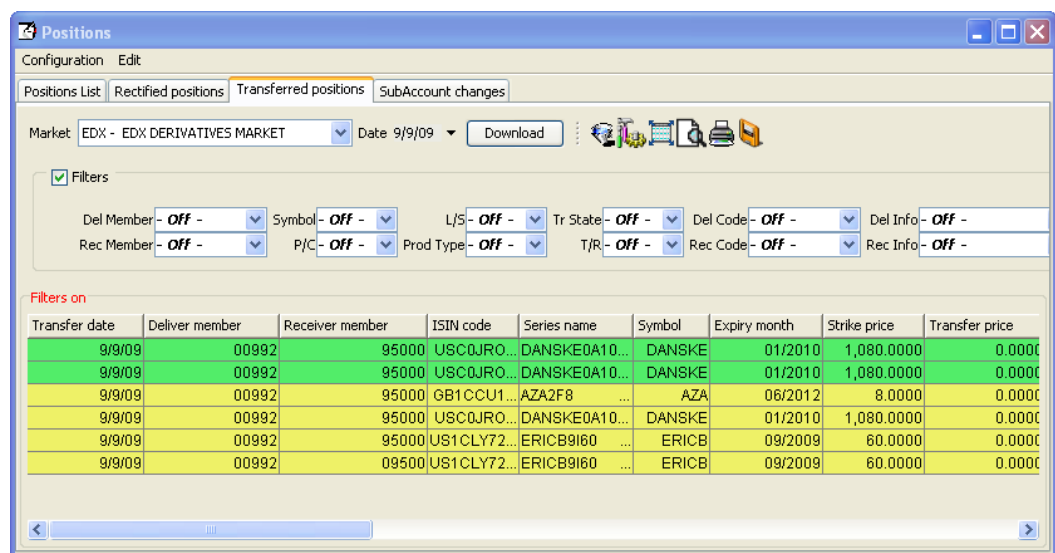 Positions
Configuration Edit
Positions List Rectified positions Transferred positions SubAccount changes
Market EDX - EDX DERIVATIVES MARKET Date 9/9/09 Download
Filters
Del Member - Off - Symbol - Off - L/S - Off - Tr State - Off - Del Code - Off - Del Info - Off -
Rec Member - Off - P/C - Off - Prod Type - Off - T/R - Off - Rec Code - Off - Rec Info - Off -
Filters on
Transfer date Deliver member Receiver member ISIN code Series name Symbol Expiry month Strike price Transfer price
9/9/09 00992 95000 USC0JRO... DANSKE0A10... DANSKE 01/2010 1,080.0000 0.0000
9/9/09 00992 95000 USC0JRO... DANSKE0A10... DANSKE 01/2010 1,080.0000 0.0000
9/9/09 00992 95000 GB1CCU1... AZA2F8 ... AZA 06/2012 8.0000 0.0000
9/9/09 00992 95000 USC0JRO... DANSKE0A10... DANSKE 01/2010 1,080.0000 0.0000
9/9/09 00992 95000 US1CLY72... ERICB9I60 ... ERICB 09/2009 60.0000 0.0000
9/9/09 00992 09500 US1CLY72... ERICB9I60 ... ERICB 09/2009 60.0000 0.0000